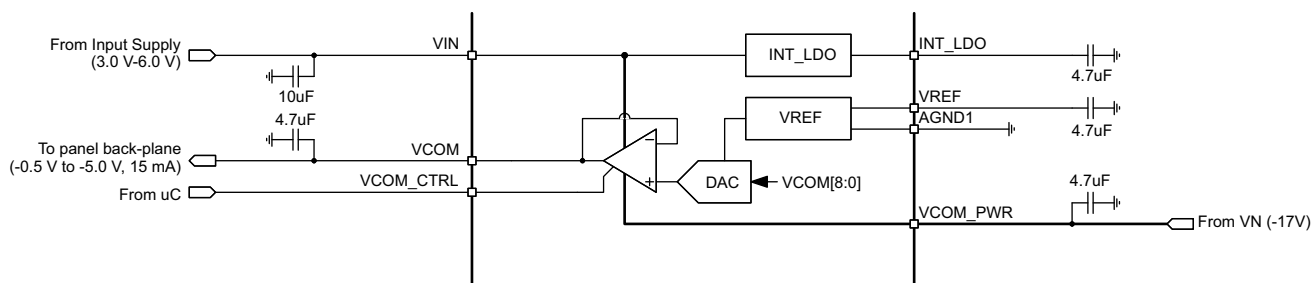 From Input Supply
(3.0 V-6.0 V)
VIN
INT_LDO
INT_LDO
10uF
4.7uF
4.7uF
VREF
VREF
AGND1
4.7uF
To panel back-plane
(-0.5 V to -5.0 V, 15 mA)
VCOM
−
+
DAC
VCOM[8:0]
From uC
VCOM_CTRL
4.7uF
VCOM_PWR
From VN (-17V)